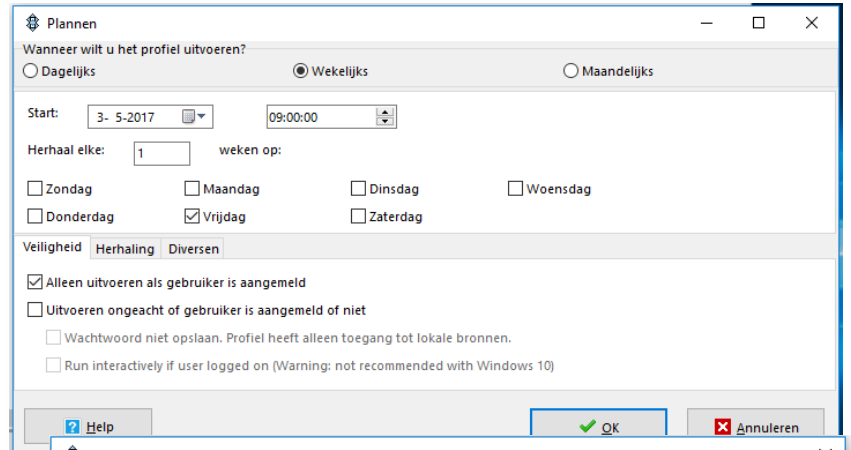 Plannen
Wanneer wilt u het profiel uitvoeren?
Dagelijks Wekelijks Maandelijks
Start: 3- 5-2017 09:00:00
Herhaal elke: 1 weken op:
Zondag Maandag Dinsdag Woensdag
Donderdag Vrijdag Zaterdag
Veiligheid Herhaling Diversen
Alleen uitvoeren als gebruiker is aangemeld
Uitvoeren ongeacht of gebruiker is aangemeld of niet
Wachtwoord niet opslaan. Profiel heeft alleen toegang tot lokale bronnen.
Run interactively if user logged on (Warning: not recommended with Windows 10)
? Help OK Annuleren